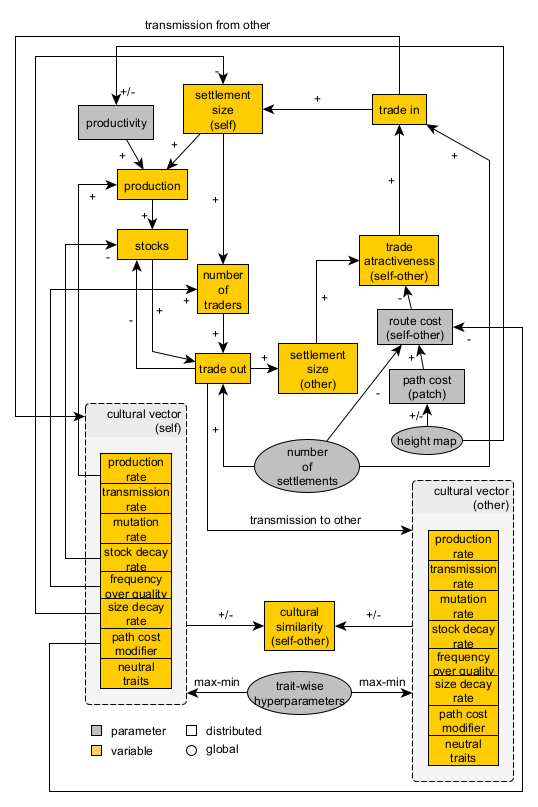 transmission from other
+/-
-
settlement
size
(self)
+
trade in
productivity
+
+
+
production
+
+
+
+
stocks
-
trade
atractiveness
(self-other)
number
of
traders
+
-
+
+
-
route cost
(self-other)
-
+
trade out
+
settlement
size
(other)
+
path cost
(patch)
-
+/-
cultural vector
(self)
+
height map
number
of
settlements
production
rate
transmission
rate
mutation
rate
stock decay
rate
frequency
over quality
size decay
rate
path cost
modifier
neutral
traits
cultural vector
(other)
transmission to other
production
rate
transmission
rate
mutation
rate
stock decay
rate
frequency
over quality
size decay
rate
path cost
modifier
neutral
traits
+/-
cultural
similarity
(self-other)
+/-
max-min
trait-wise
hyperparameters
max-min
parameter
distributed
variable
global